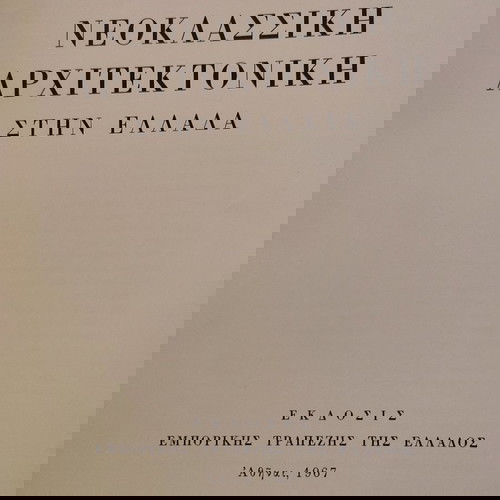 ΝΕΟΚΛΑΣΣΙΚΗ
ΑΡΧΙΤΕΚΤΟΝΙΚΗ
ΣΤΗΝ ΕΛΛΑΔΑ
ΕΚΔΟΣΙΣ
ΕΜΠΟΡΙΚΗΣ ΤΡΑΠΕΖΗΣ ΤΗΣ ΕΛΛΑΔΟΣ
Ἀθῆναι, 1967